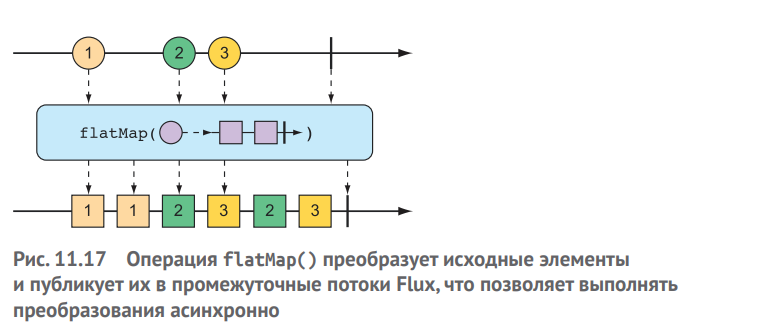 1 2 3
flatMap( )
1 1 2 3 2 3
Рис. 11.17 Операция flatMap() преобразует исходные элементы
и публикует их в промежуточные потоки Flux, что позволяет выполнять
преобразования асинхронно